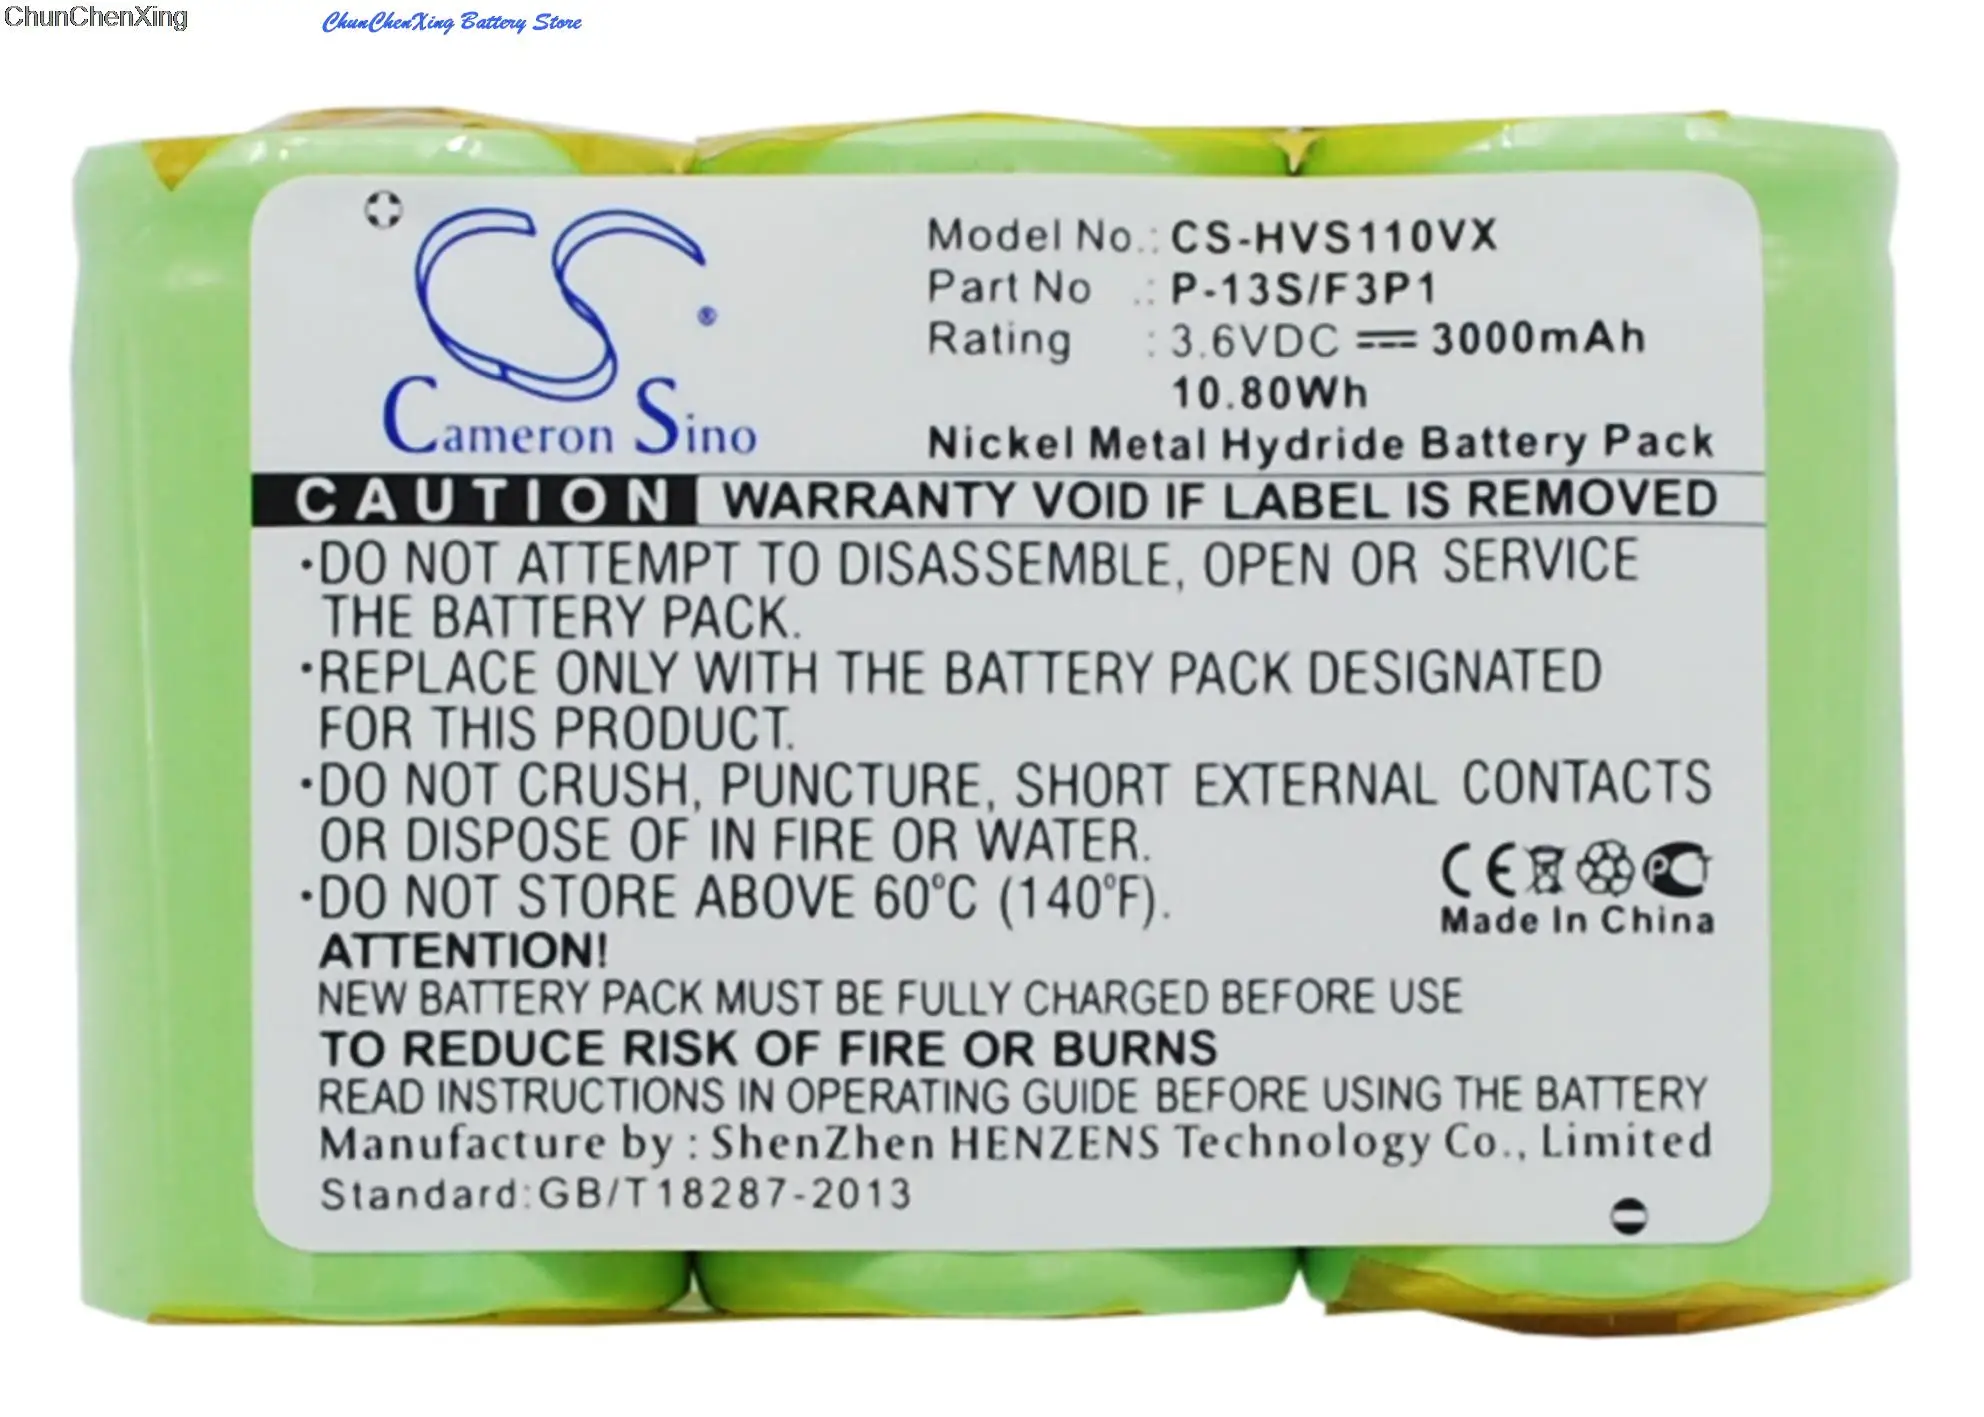 ChunChenXing
ChunChenXing Battery Store
CS®
Cameron Sino
Model No.: CS-HVS110VX
Part No .: P-13S/F3P1
Rating : 3.6VDC 3000mAh
10.80Wh
Nickel Metal Hydride Battery Pack
CAUTION WARRANTY VOID IF LABEL IS REMOVED
·DO NOT ATTEMPT TO DISASSEMBLE, OPEN OR SERVICE
THE BATTERY PACK.
·REPLACE ONLY WITH THE BATTERY PACK DESIGNATED
FOR THIS PRODUCT.
·DO NOT CRUSH, PUNCTURE, SHORT EXTERNAL CONTACTS
OR DISPOSE OF IN FIRE OR WATER.
·DO NOT STORE ABOVE 60°C (140°F).
CE PC
Made In China
ATTENTION!
NEW BATTERY PACK MUST BE FULLY CHARGED BEFORE USE
TO REDUCE RISK OF FIRE OR BURNS
READ INSTRUCTIONS IN OPERATING GUIDE BEFORE USING THE BATTERY
Manufacture by : ShenZhen HENZENS Technology Co., Limited
Standard:GB/T18287-2013